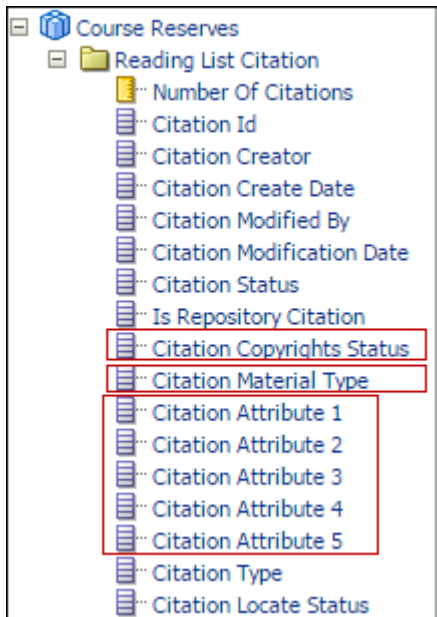 Course Reserves
Reading List Citation
Number Of Citations
Citation Id
Citation Creator
Citation Create Date
Citation Modified By
Citation Modification Date
Citation Status
Is Repository Citation
Citation Copyrights Status
Citation Material Type
Citation Attribute 1
Citation Attribute 2
Citation Attribute 3
Citation Attribute 4
Citation Attribute 5
Citation Type
Citation Locate Status